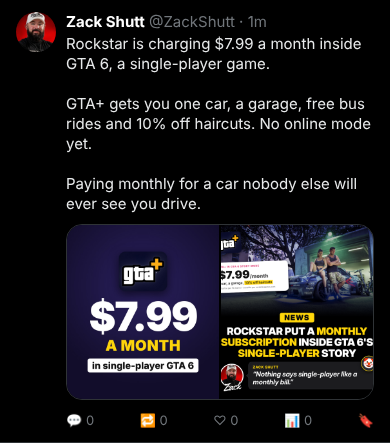 Zack Shutt @ZackShutt · 1m
Rockstar is charging $7.99 a month inside
GTA 6, a single-player game.
GTA+ gets you one car, a garage, free bus
rides and 10% off haircuts. No online mode
yet.
Paying monthly for a car nobody else will
ever see you drive.
gta+
$7.99
A MONTH
in single-player GTA 6
gta+
$7.99/month
NEWS
ROCKSTAR PUT A MONTHLY
SUBSCRIPTION INSIDE GTA 6'S
SINGLE-PLAYER STORY
ZACK SHUTT
"Nothing says single-player like a
monthly bill."
Zack
0 0 0 0